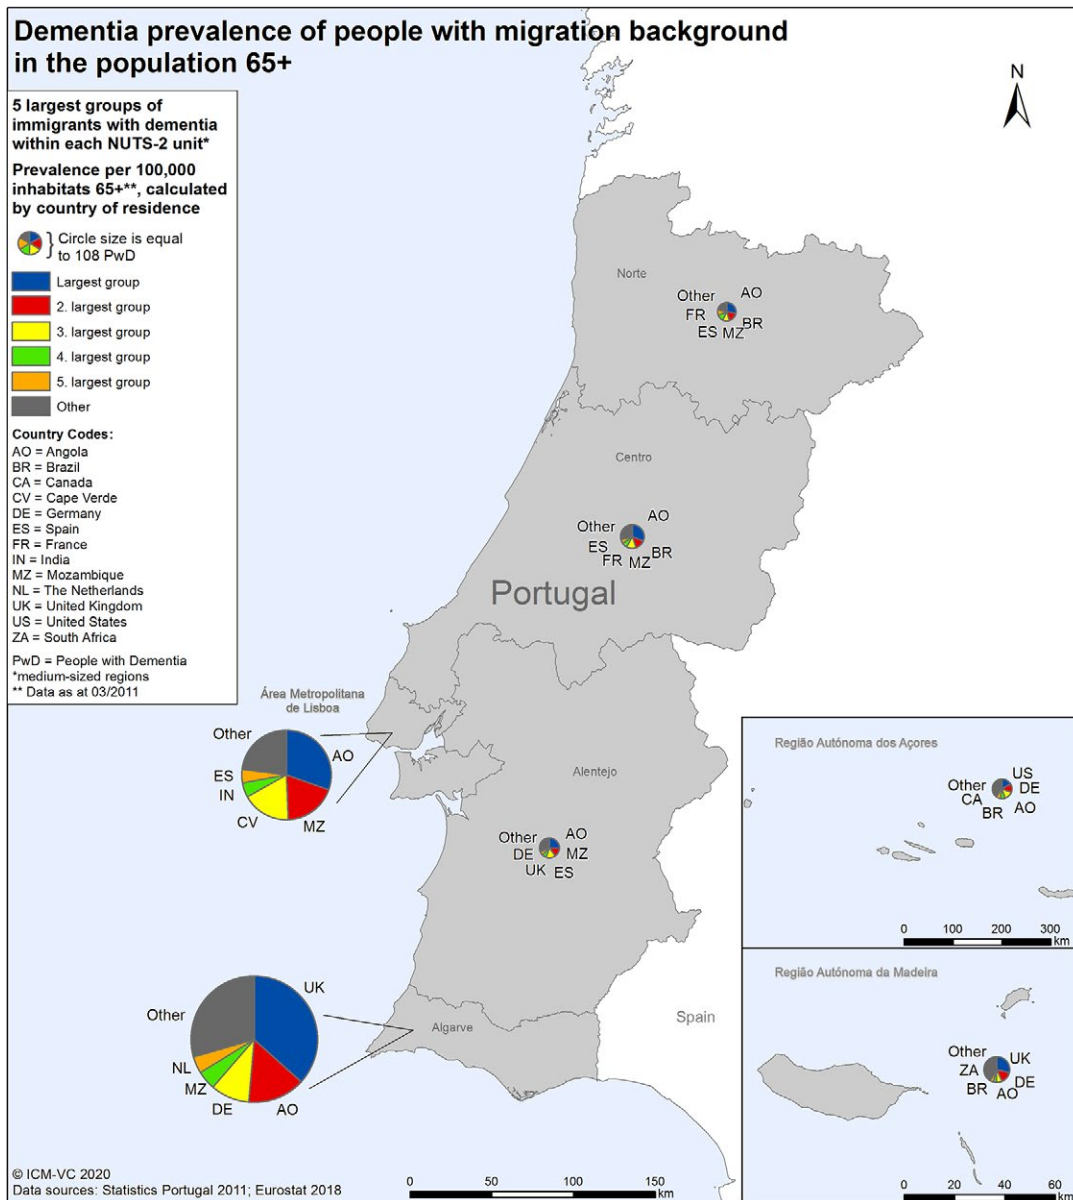 Dementia prevalence of people with migration background
in the population 65+
5 largest groups of
immigrants with dementia
within each NUTS-2 unit*
Prevalence per 100,000
inhabitats 65+**, calculated
by country of residence
Circle size is equal
to 108 PwD
Largest group
2. largest group
3. largest group
4. largest group
5. largest group
Other
Country Codes:
AO = Angola
BR = Brazil
CA = Canada
CV = Cape Verde
DE = Germany
ES = Spain
FR = France
IN = India
MZ = Mozambique
NL = The Netherlands
UK = United Kingdom
US = United States
ZA = South Africa
PwD = People with Dementia
*medium-sized regions
** Data as at 03/2011
N
Norte
Other AO
FR BR
ES MZ
Centro
Other AO
ES BR
FR MZ
Portugal
Área Metropolitana
de Lisboa
Other AO
ES
IN
CV MZ
Alentejo
Other AO
DE MZ
UK ES
Algarve
UK
Other
NL
MZ
DE AO
Spain
Região Autónoma dos Açores
Other US
CA DE
BR AO
0 100 200 300
km
Região Autónoma da Madeira
Other UK
ZA DE
BR AO
0 20 40 60
km
0 50 100 150
km
© ICM-VC 2020
Data sources: Statistics Portugal 2011; Eurostat 2018